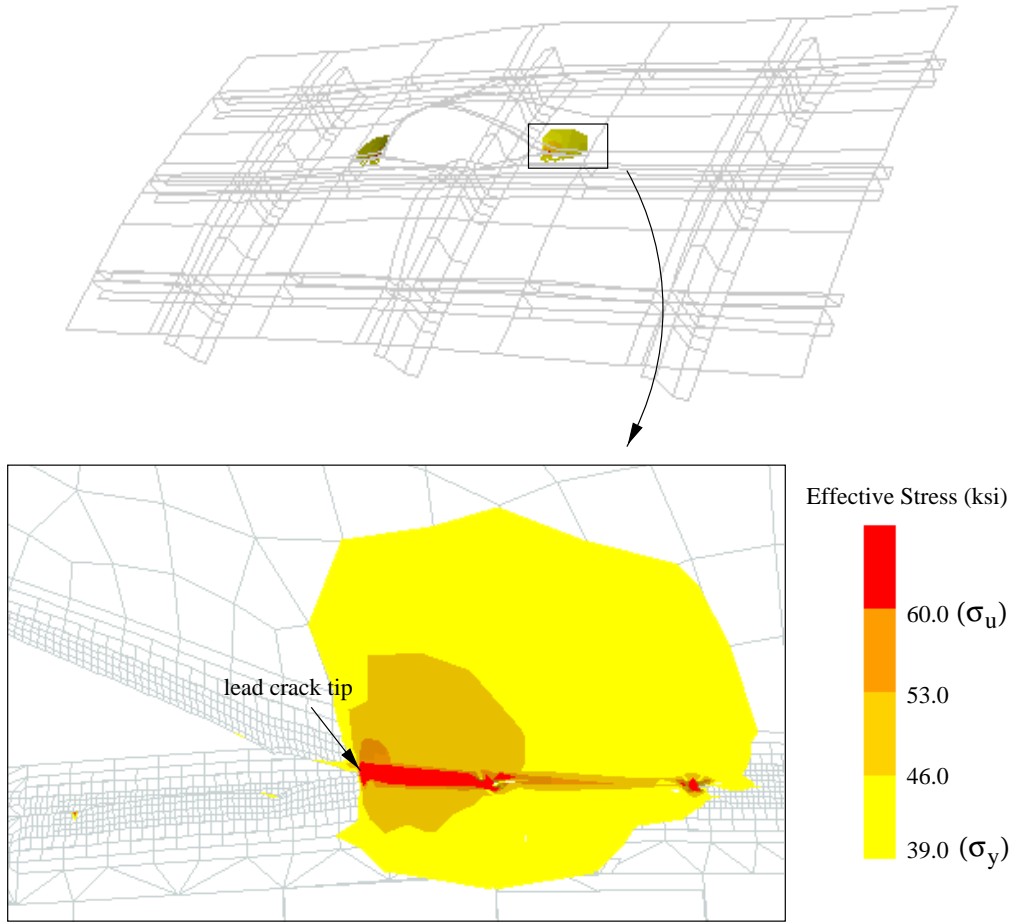 Effective Stress (ksi)
60.0 (σu)
53.0
46.0
39.0 (σy)
lead crack tip